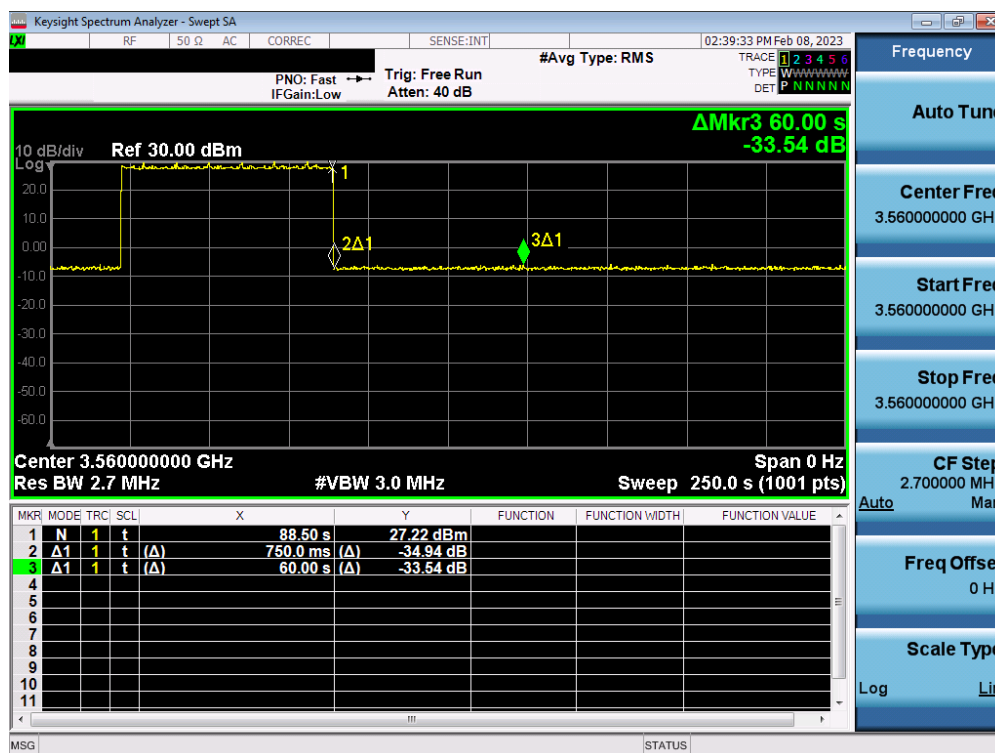 Keysight Spectrum Analyzer - Swept SA
LXI RF 50 Ω AC CORREC SENSE:INT 02:39:33 PM Feb 08, 2023
#Avg Type: RMS
TRACE 1 2 3 4 5 6
PNO: Fast Trig: Free Run
TYPE WWWWWW
IFGain:Low Atten: 40 dB
DET P N N N N N
ΔMkr3 60.00 s
-33.54 dB
10 dB/div Ref 30.00 dBm
Log
20.0
10.0
0.00
-10.0
-20.0
-30.0
-40.0
-50.0
-60.0
1
2Δ1
3Δ1
Center 3.560000000 GHz Span 0 Hz
Res BW 2.7 MHz #VBW 3.0 MHz Sweep 250.0 s (1001 pts)
MKR MODE TRC SCL X Y FUNCTION FUNCTION WIDTH FUNCTION VALUE
1 N 1 t 88.50 s 27.22 dBm
2 Δ1 1 t (Δ) 750.0 ms (Δ) -34.94 dB
3 Δ1 1 t (Δ) 60.00 s (Δ) -33.54 dB
4
5
6
7
8
9
10
11
MSG STATUS
Frequency
Auto Tun
Center Fre
3.560000000 GH
Start Fre
3.560000000 GH
Stop Fre
3.560000000 GH
CF Step
2.700000 MH
Auto Ma
Freq Offse
0 H
Scale Type
Log Li